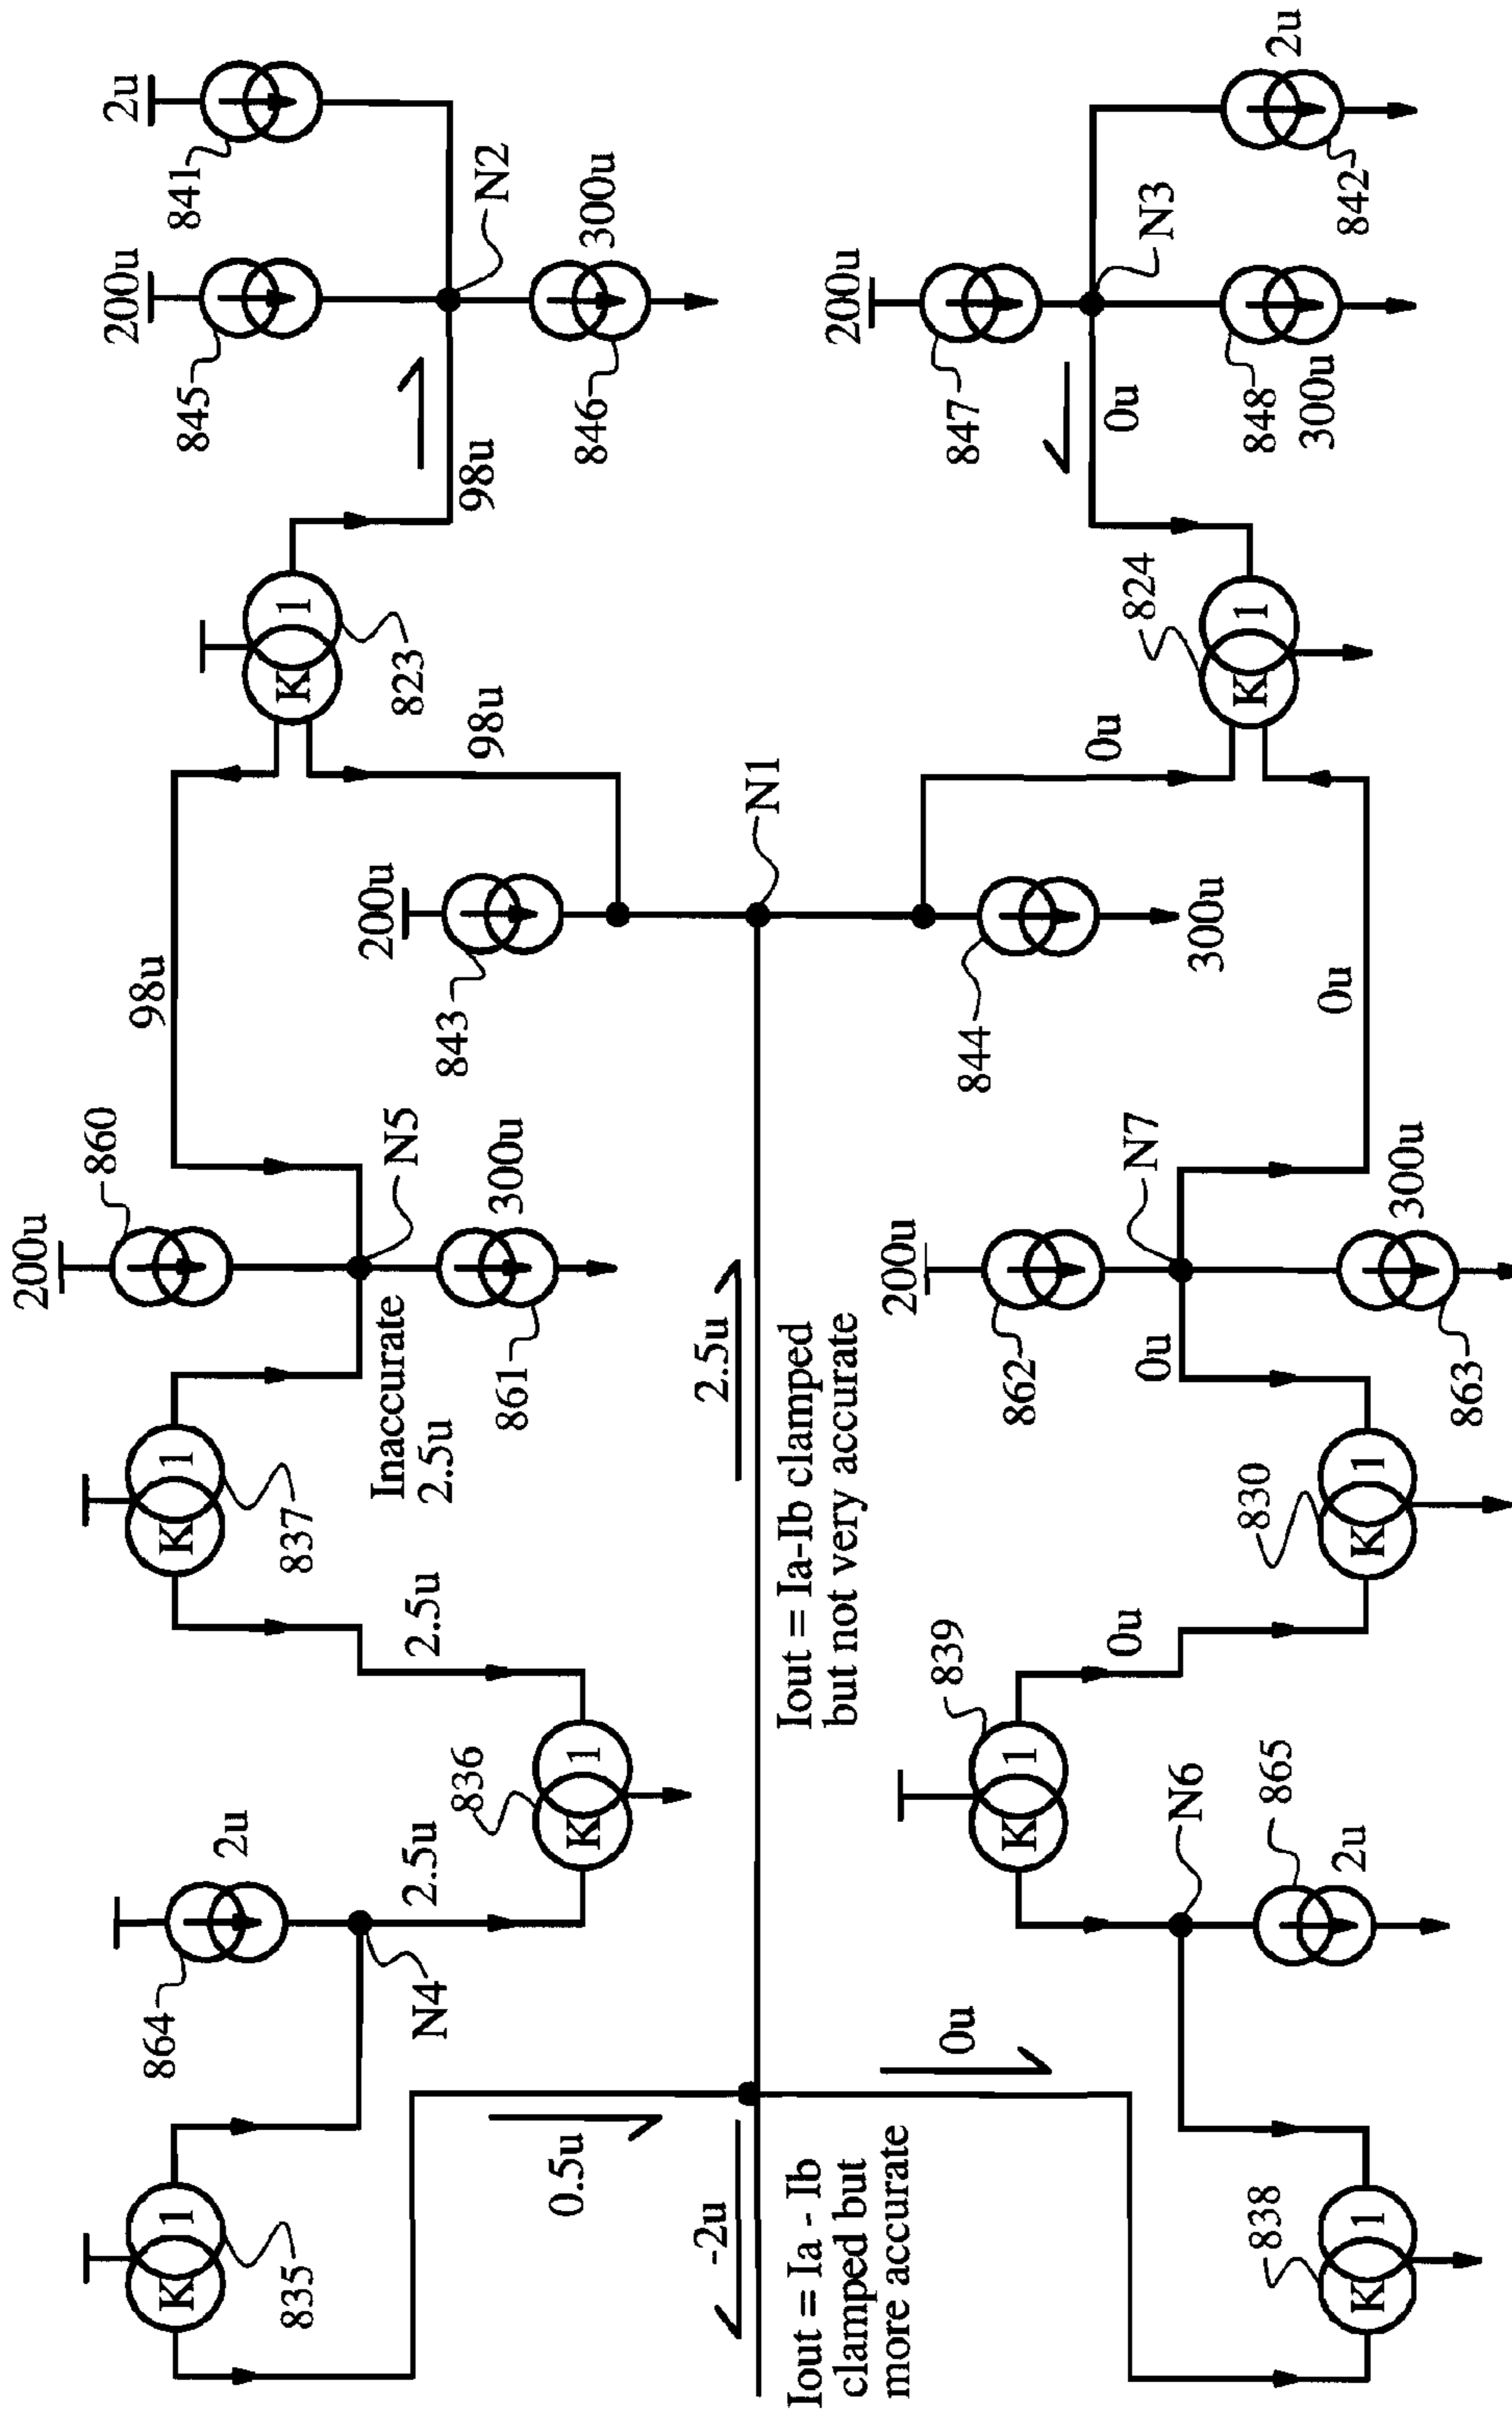 2u
841
200u
845
N2
300u
846
98u
1
K
823
98u
98u
200u
843
N1
300u
844
200u
847
N3
0u
848
300u
842
2u
824
1
K
0u
0u
200u
860
N5
300u
861
Inaccurate
2.5u
1
K
837
2.5u
2.5u
Iout = Ia-Ib clamped
but not very accurate
200u
862
N7
300u
863
0u
830
1
K
0u
839
1
K
836
1
K
2u
864
2.5u
N4
N6
865
2u
1
K
835
0.5u
-2u
0u
Iout = Ia - Ib
clamped but
more accurate
838
1
K